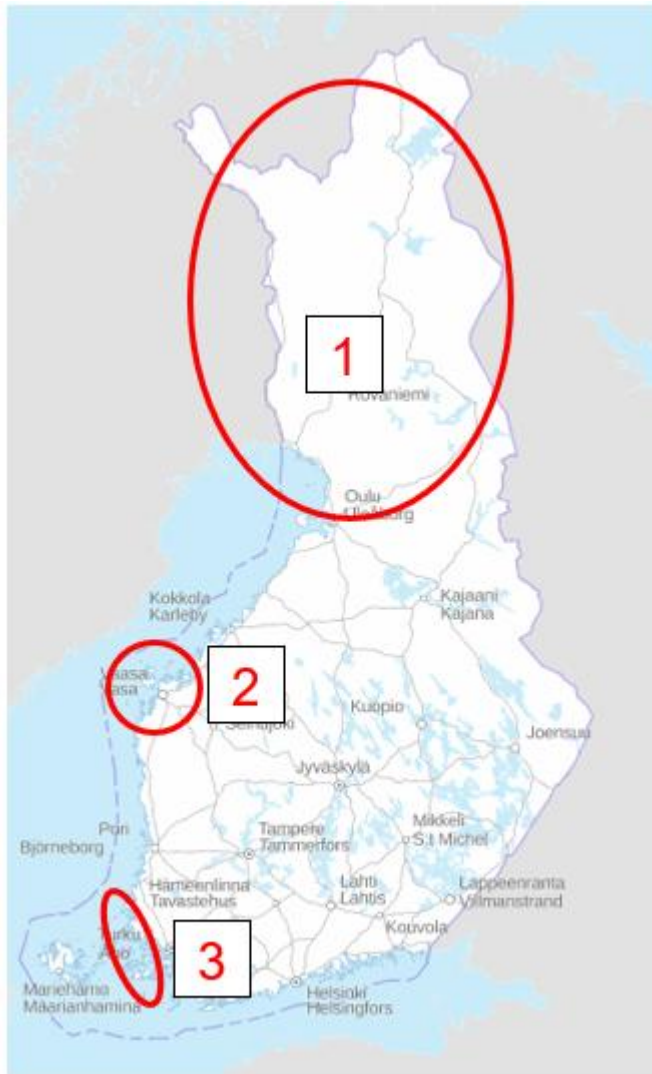 1
Rovaniemi
Oulu
Uleåborg
Kokkola
Karleby
Kajaani
Kajana
Vaasa
Vasa
2
Seinäjoki
Kuopio
Joensuu
Jyväskylä
Pori
Björneborg
Tampere
Tammerfors
Mikkeli
S:t Michel
Hämeenlinna
Tavastehus
Lahti
Lahtis
Lappeenranta
Villmanstrand
Kouvola
Turku
Åbo
3
Mariehamn
Maarianhamina
Helsinki
Helsingfors